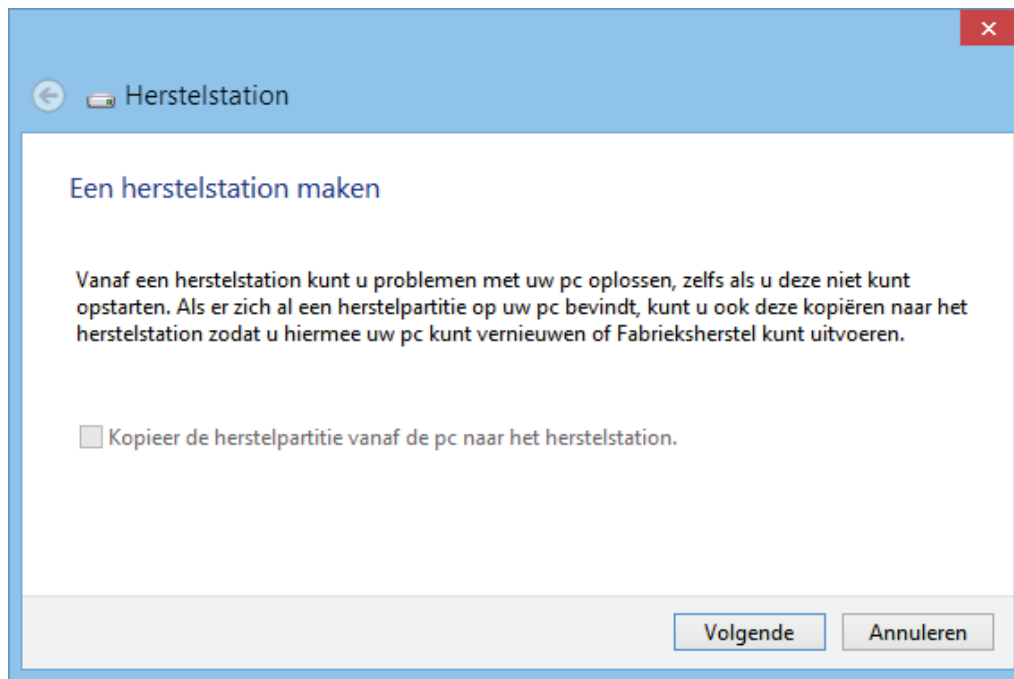 Herstelstation
Een herstelstation maken
Vanaf een herstelstation kunt u problemen met uw pc oplossen, zelfs als u deze niet kunt
opstarten. Als er zich al een herstelpartitie op uw pc bevindt, kunt u ook deze kopiëren naar het
herstelstation zodat u hiermee uw pc kunt vernieuwen of Fabrieksherstel kunt uitvoeren.
Kopieer de herstelpartitie vanaf de pc naar het herstelstation.
Volgende
Annuleren